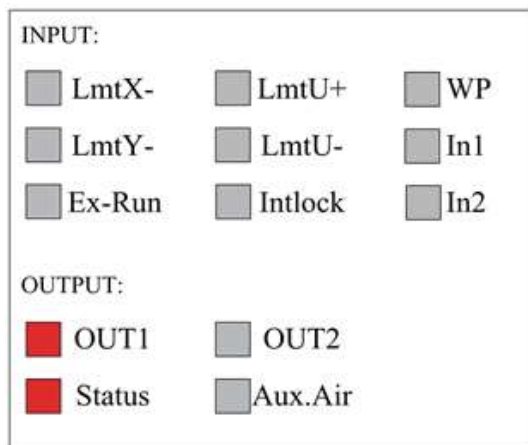 INPUT:
LmtX- LmtU+ WP
LmtY- LmtU- In1
Ex-Run Intlock In2
OUTPUT:
OUT1 OUT2
Status Aux.Air